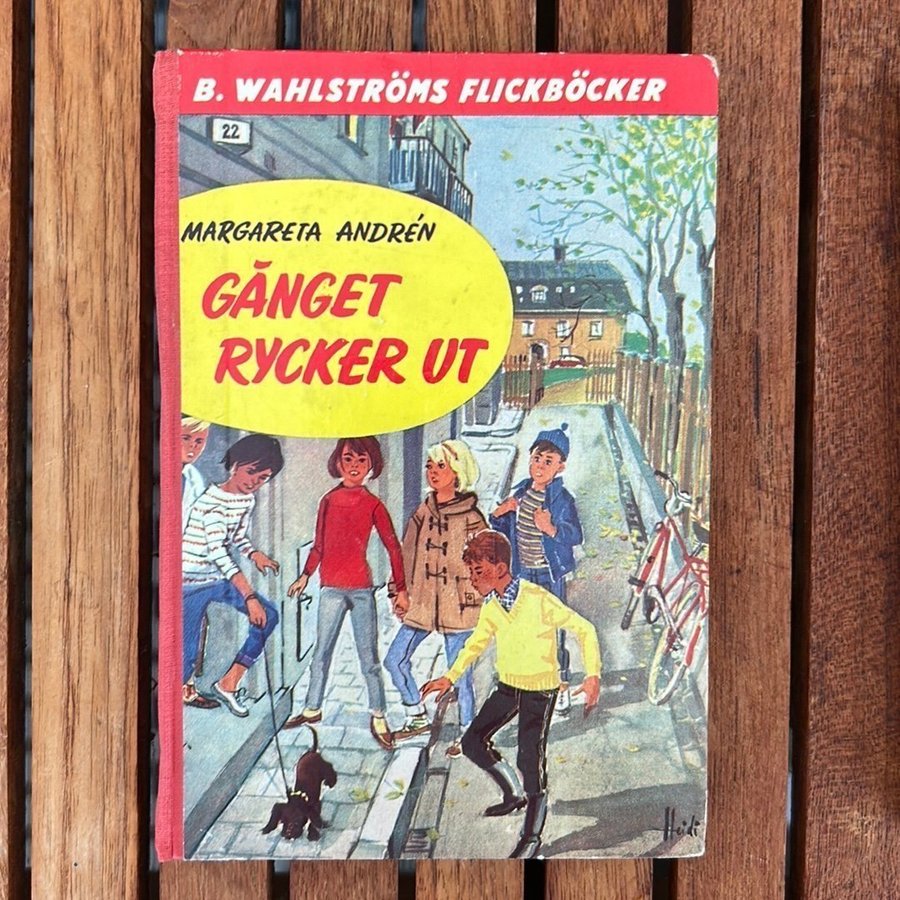 B. WAHLSTRÖMS FLICKBÖCKER
22
MARGARETA ANDRÉN
GÄNGET
RYCKER UT
Heidi